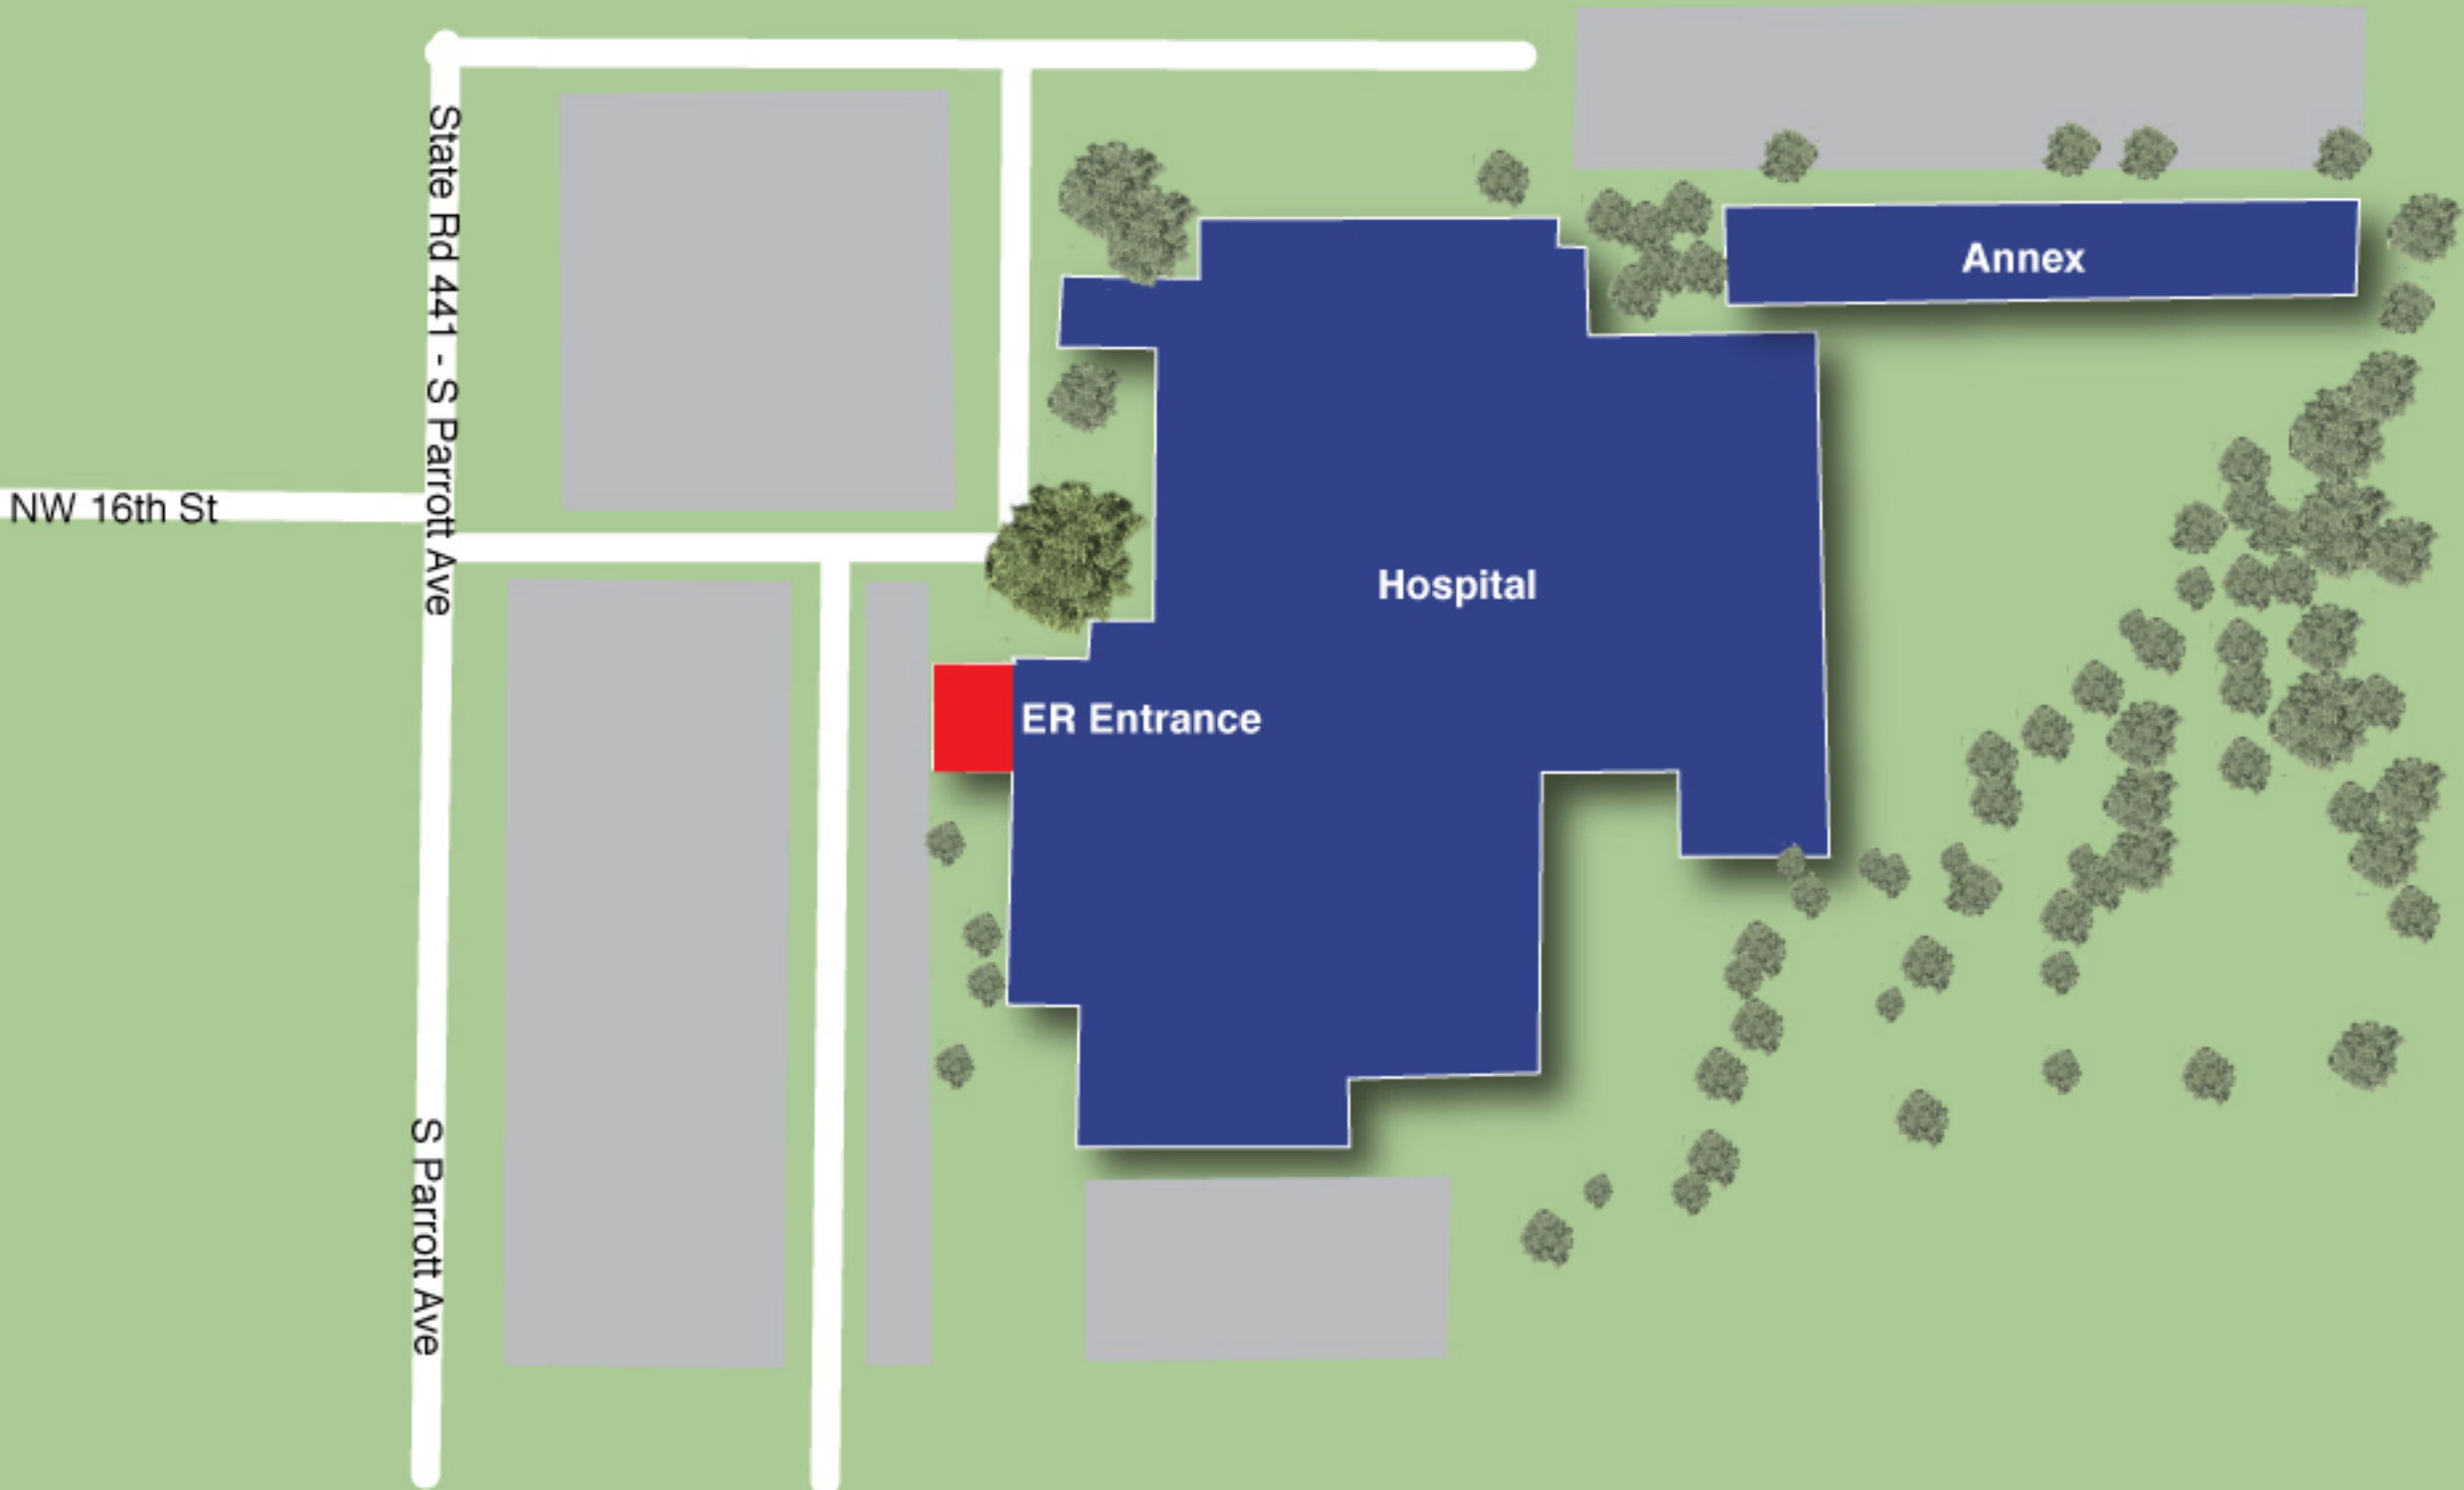 State Rd 441 - S Parrott Ave
Annex
NW 16th St
Hospital
ER Entrance
S Parrott Ave